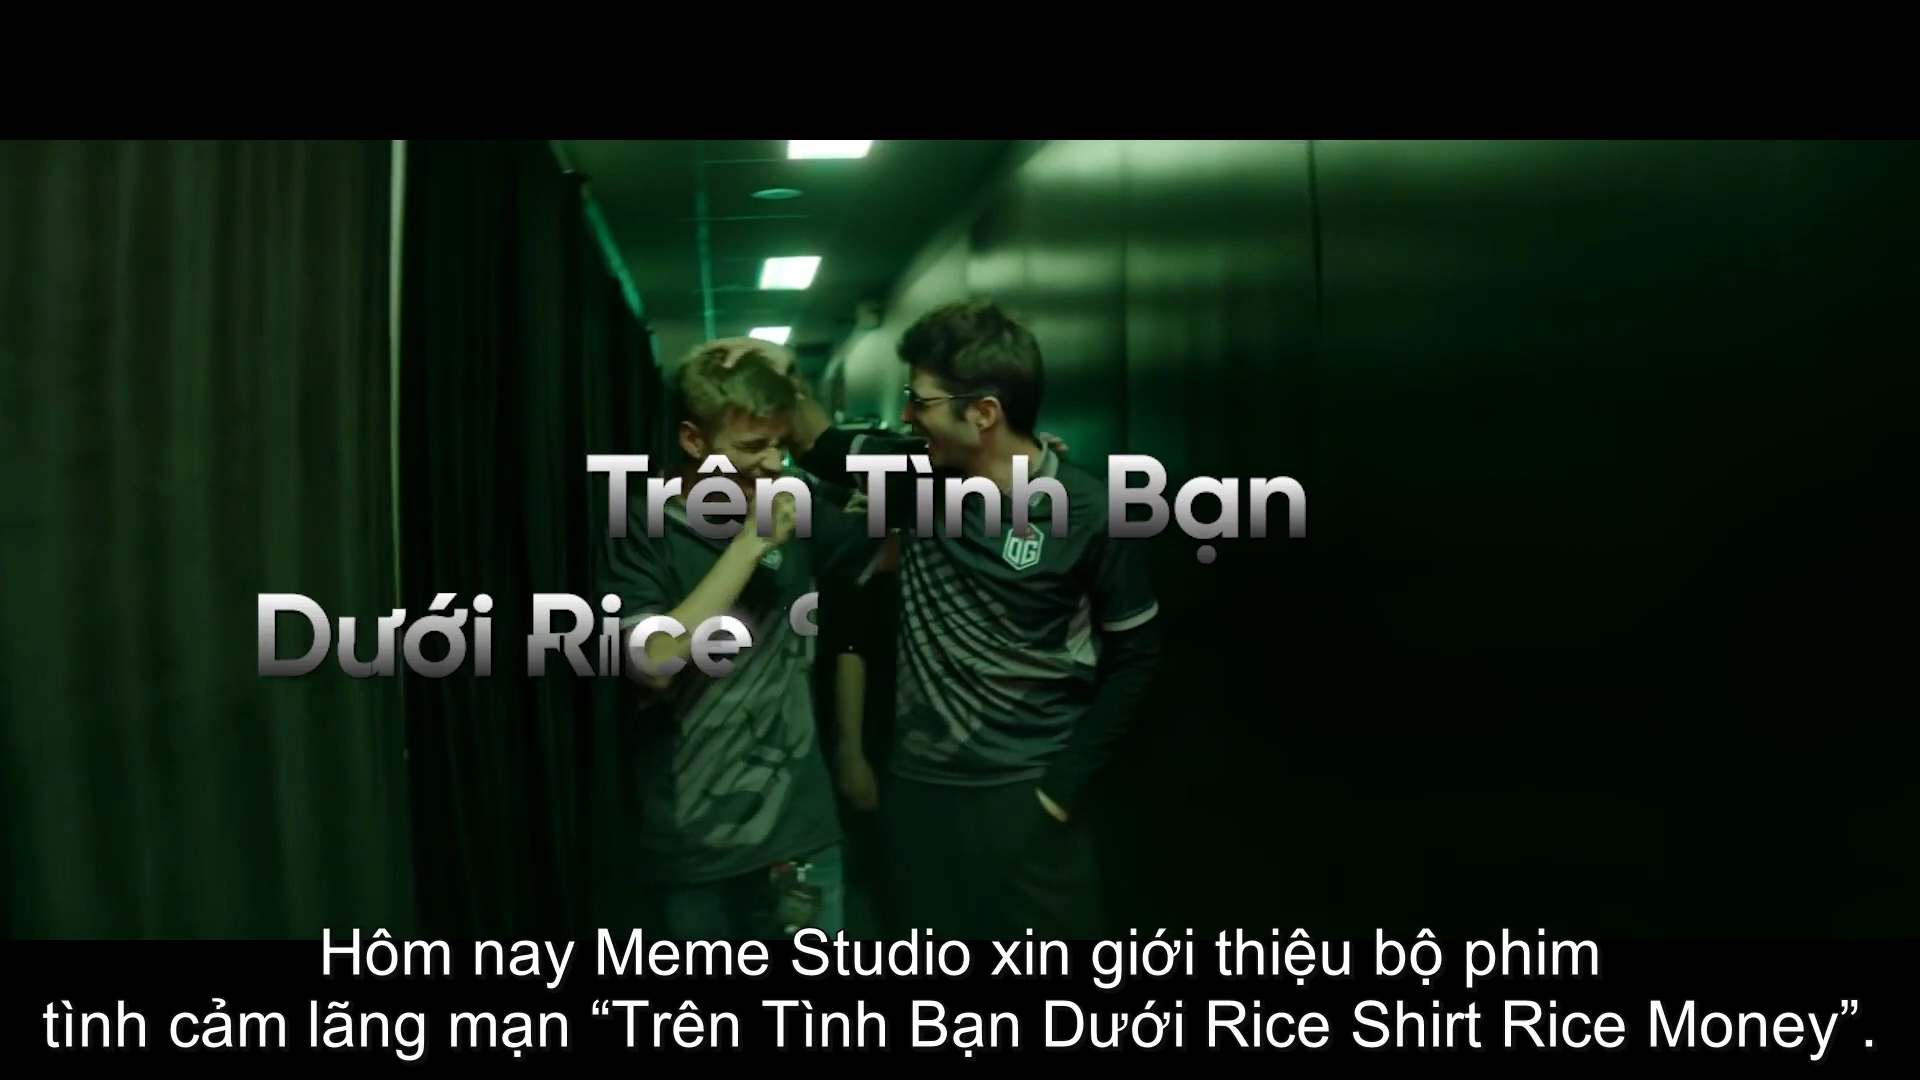 Trên Tình Bạn
OG
Dưới Rice
Hôm nay Meme Studio xin giới thiệu bộ phim
tình cảm lãng mạn “Trên Tình Bạn Dưới Rice Shirt Rice Money”.